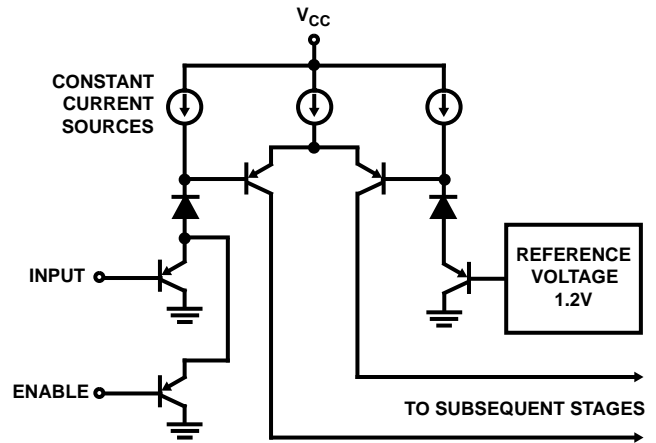 VCC
CONSTANT
CURRENT
SOURCES
INPUT
REFERENCE
VOLTAGE
1.2V
ENABLE
TO SUBSEQUENT STAGES